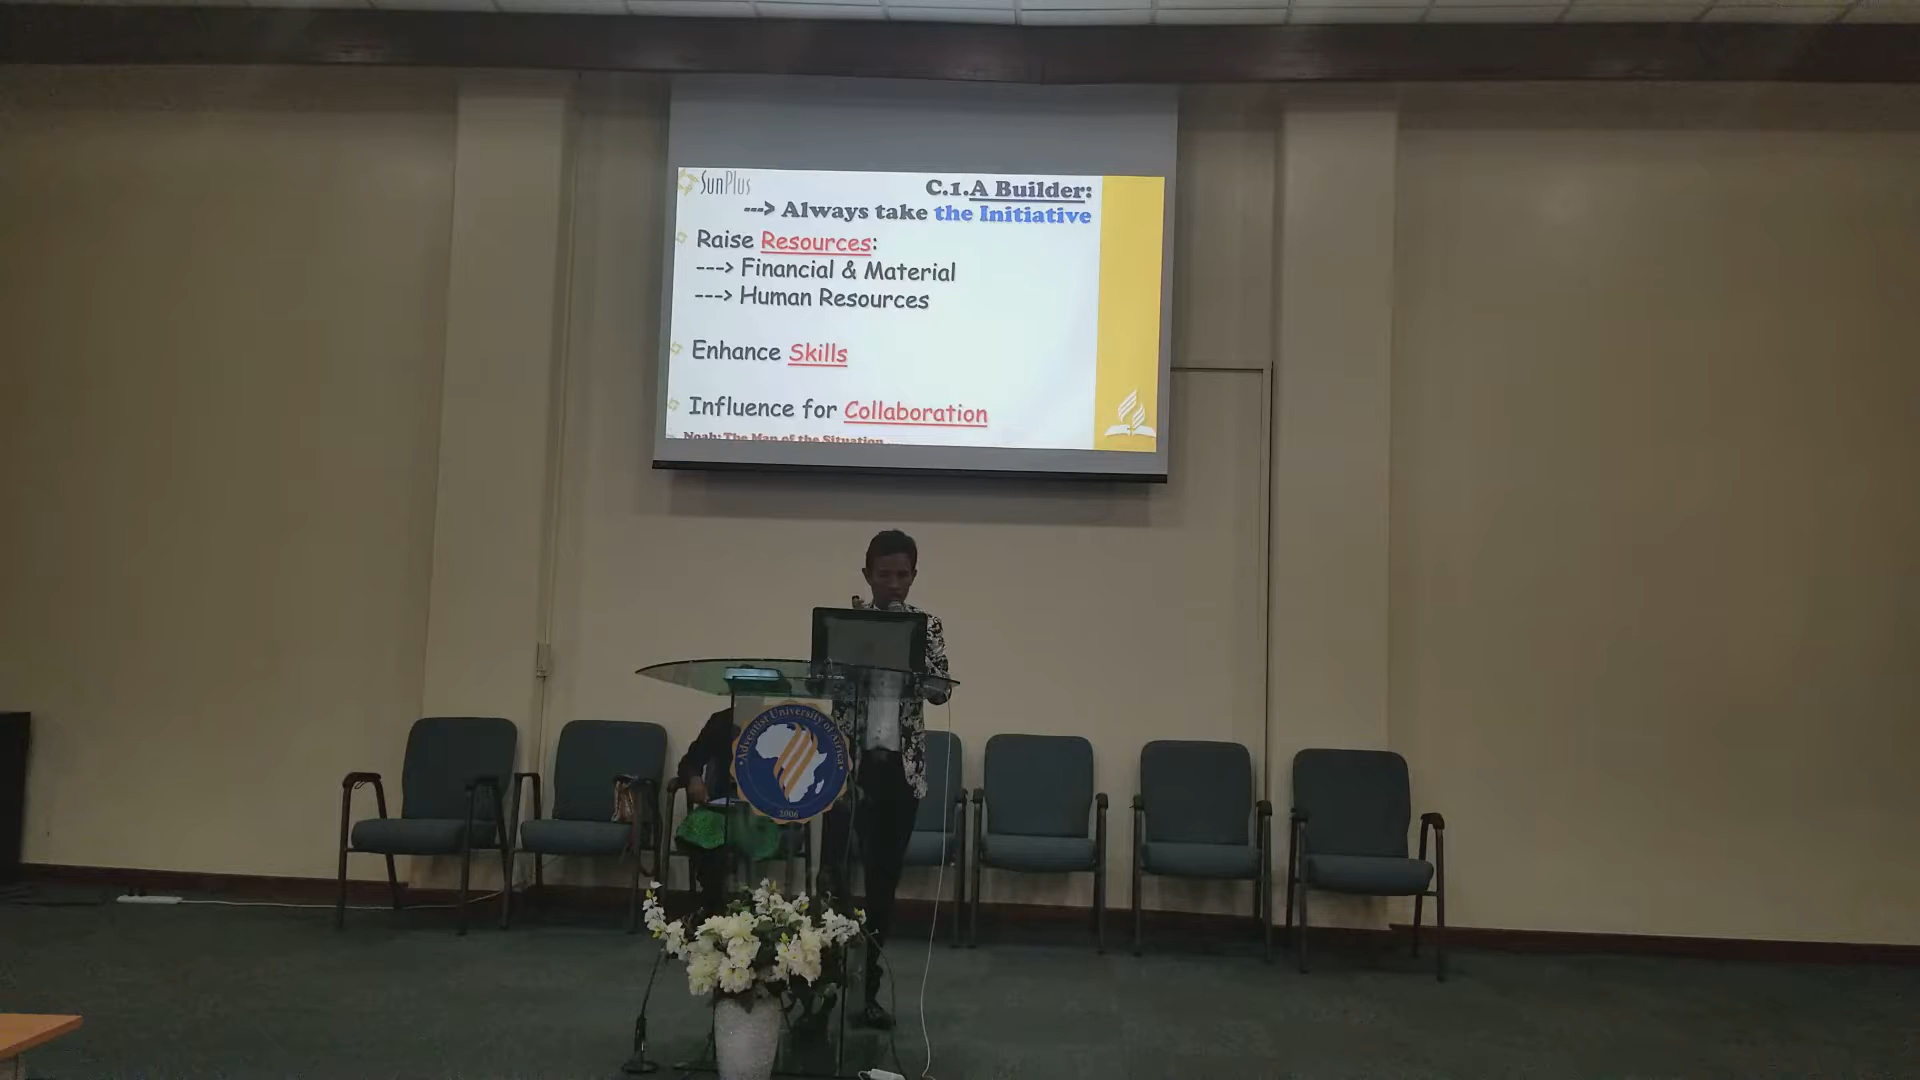 SunPlus
C.1.A Builder:
---> Always take the Initiative
Raise Resources:
---> Financial & Material
---> Human Resources
Enhance Skills
Influence for Collaboration
Noah: The Man of the Situation
Adventist University of Africa
2006